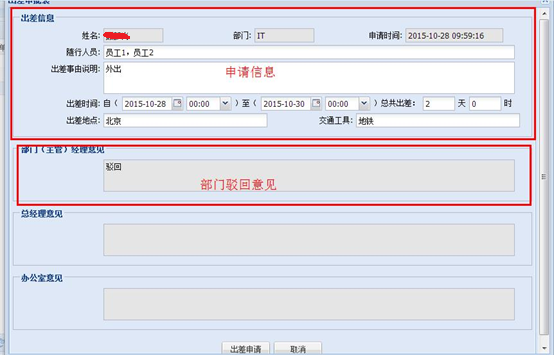 出差审批表
出差信息
姓名: 部门: IT 申请时间: 2015-10-28 09:59:16
随行人员: 员工1, 员工2
出差事由说明: 外出
申请信息
出差时间: 自 ( 2015-10-28 00:00 ) 至 ( 2015-10-30 00:00 ) 总共出差: 2 天 0 时
出差地点: 北京 交通工具: 地铁
部门 (主管) 经理意见
驳回
部门驳回意见
总经理意见
办公室意见
出差申请 取消